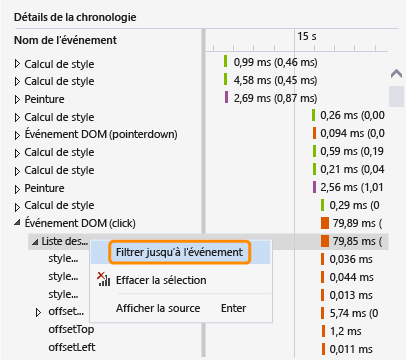 Détails de la chronologie
Nom de l'événement
15 s
Calcul de style 0,99 ms (0,46 ms)
Calcul de style 4,58 ms (0,45 ms)
Peinture 2,69 ms (0,87 ms)
Calcul de style 0,26 ms (0,00
Événement DOM (pointerdown) 0,094 ms (0,0
Calcul de style 0,59 ms (0,19
Calcul de style 0,21 ms (0,04
Peinture 2,56 ms (1,01
Calcul de style 0,29 ms (0
Événement DOM (click) 79,89 ms (
Liste des... 79,85 ms (
Filtrer jusqu'à l'événement
style... 0,036 ms
Effacer la sélection
style... 0,044 ms
style... 0,013 ms
Afficher la source Enter
offset... 5,74 ms (0
offsetTop 1,2 ms
offsetLeft 0,011 ms